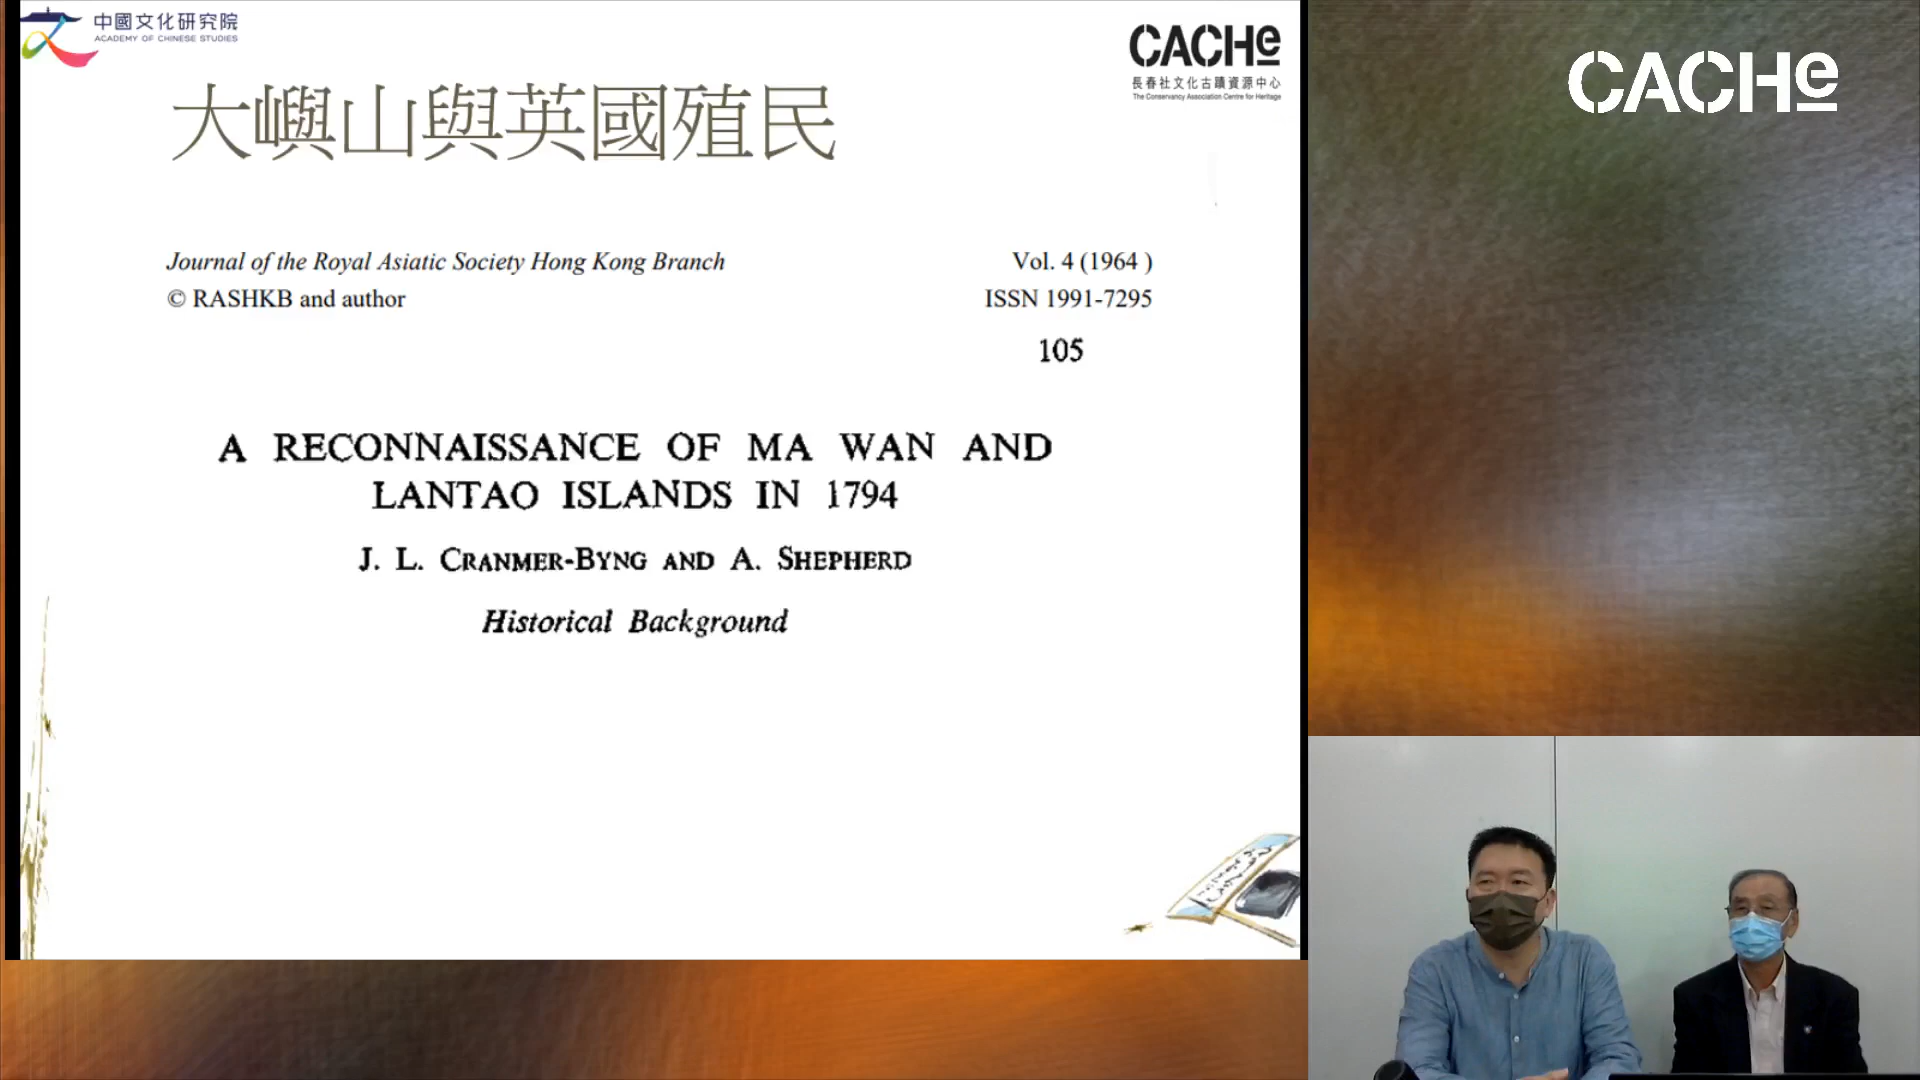 中國文化研究院
ACADEMY OF CHINESE STUDIES
CACHe
長春社文化古蹟資源中心
The Conservancy Association Centre for Heritage
CACHe
大嶼山與英國殖民
Journal of the Royal Asiatic Society Hong Kong Branch
Vol. 4 (1964 )
© RASHKB and author
ISSN 1991-7295
105
A RECONNAISSANCE OF MA WAN AND
LANTAO ISLANDS IN 1794
J. L. CRANMER-BYNG AND A. SHEPHERD
Historical Background